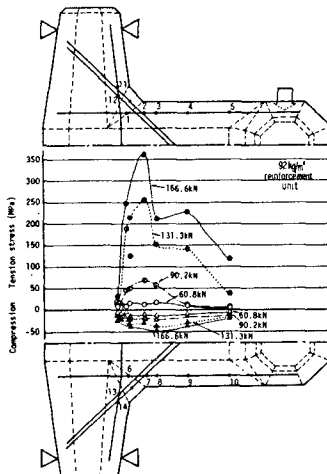 11
12
1 2 3 4 5
92 kg/m³
reinforcement
unit
Compression Tension stress (MPa)
350
300
250
200
150
100
50
0
-50
166.6kN
131.3kN
90.2kN
60.8kN
60.8kN
90.2kN
166.6kN
131.3kN
6
7 8 9 10
13
14